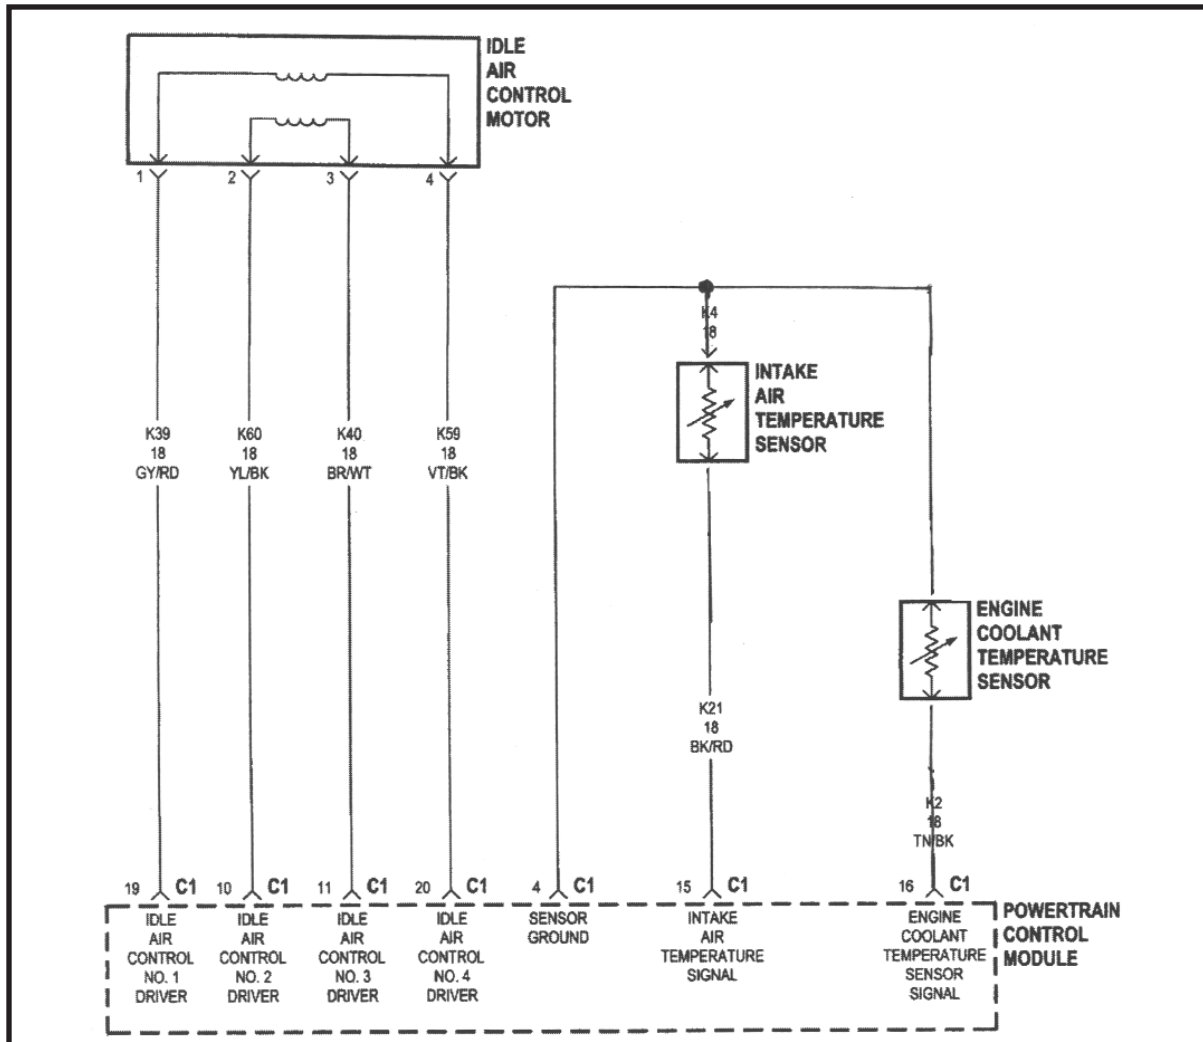 IDLE
AIR
CONTROL
MOTOR
1 2 3 4
K4
18
INTAKE
AIR
TEMPERATURE
SENSOR
K39 K60 K40 K59
18 18 18 18
GY/RD YL/BK BR/WT VT/BK
ENGINE
COOLANT
TEMPERATURE
SENSOR
K21
18
BK/RD
K2
18
TN/BK
19 C1 10 C1 11 C1 20 C1 4 C1 15 C1 16 C1
IDLE
AIR
CONTROL
NO. 1
DRIVER
IDLE
AIR
CONTROL
NO. 2
DRIVER
IDLE
AIR
CONTROL
NO. 3
DRIVER
IDLE
AIR
CONTROL
NO. 4
DRIVER
SENSOR
GROUND
INTAKE
AIR
TEMPERATURE
SIGNAL
ENGINE
COOLANT
TEMPERATURE
SENSOR
SIGNAL
POWERTRAIN
CONTROL
MODULE